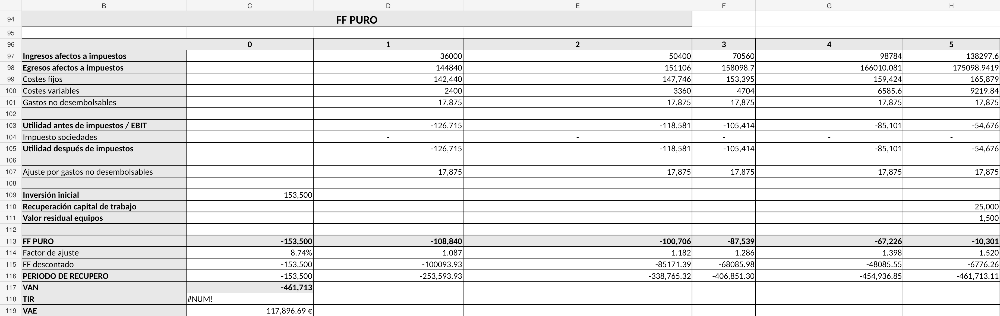 B C D E F G H
94 FF PURO
95
96 0 1 2 3 4 5
97 Ingresos afectos a impuestos 36000 50400 70560 98784 138297.6
98 Egresos afectos a impuestos 144840 151106 158098.7 166010.081 175098.9419
99 Costes fijos 142,440 147,746 153,395 159,424 165,879
100 Costes variables 2400 3360 4704 6585.6 9219.84
101 Gastos no desembolsables 17,875 17,875 17,875 17,875 17,875
102
103 Utilidad antes de impuestos / EBIT -126,715 -118,581 -105,414 -85,101 -54,676
104 Impuesto sociedades - - - - -
105 Utilidad después de impuestos -126,715 -118,581 -105,414 -85,101 -54,676
106
107 Ajuste por gastos no desembolsables 17,875 17,875 17,875 17,875 17,875
108
109 Inversión inicial 153,500
110 Recuperación capital de trabajo 25,000
111 Valor residual equipos 1,500
112
113 FF PURO -153,500 -108,840 -100,706 -87,539 -67,226 -10,301
114 Factor de ajuste 8.74% 1.087 1.182 1.286 1.398 1.520
115 FF descontado -153,500 -100093.93 -85171.39 -68085.98 -48085.55 -6776.26
116 PERIODO DE RECUPERO -153,500 -253,593.93 -338,765.32 -406,851.30 -454,936.85 -461,713.11
117 VAN -461,713
118 TIR #NUM!
119 VAE 117,896.69 €